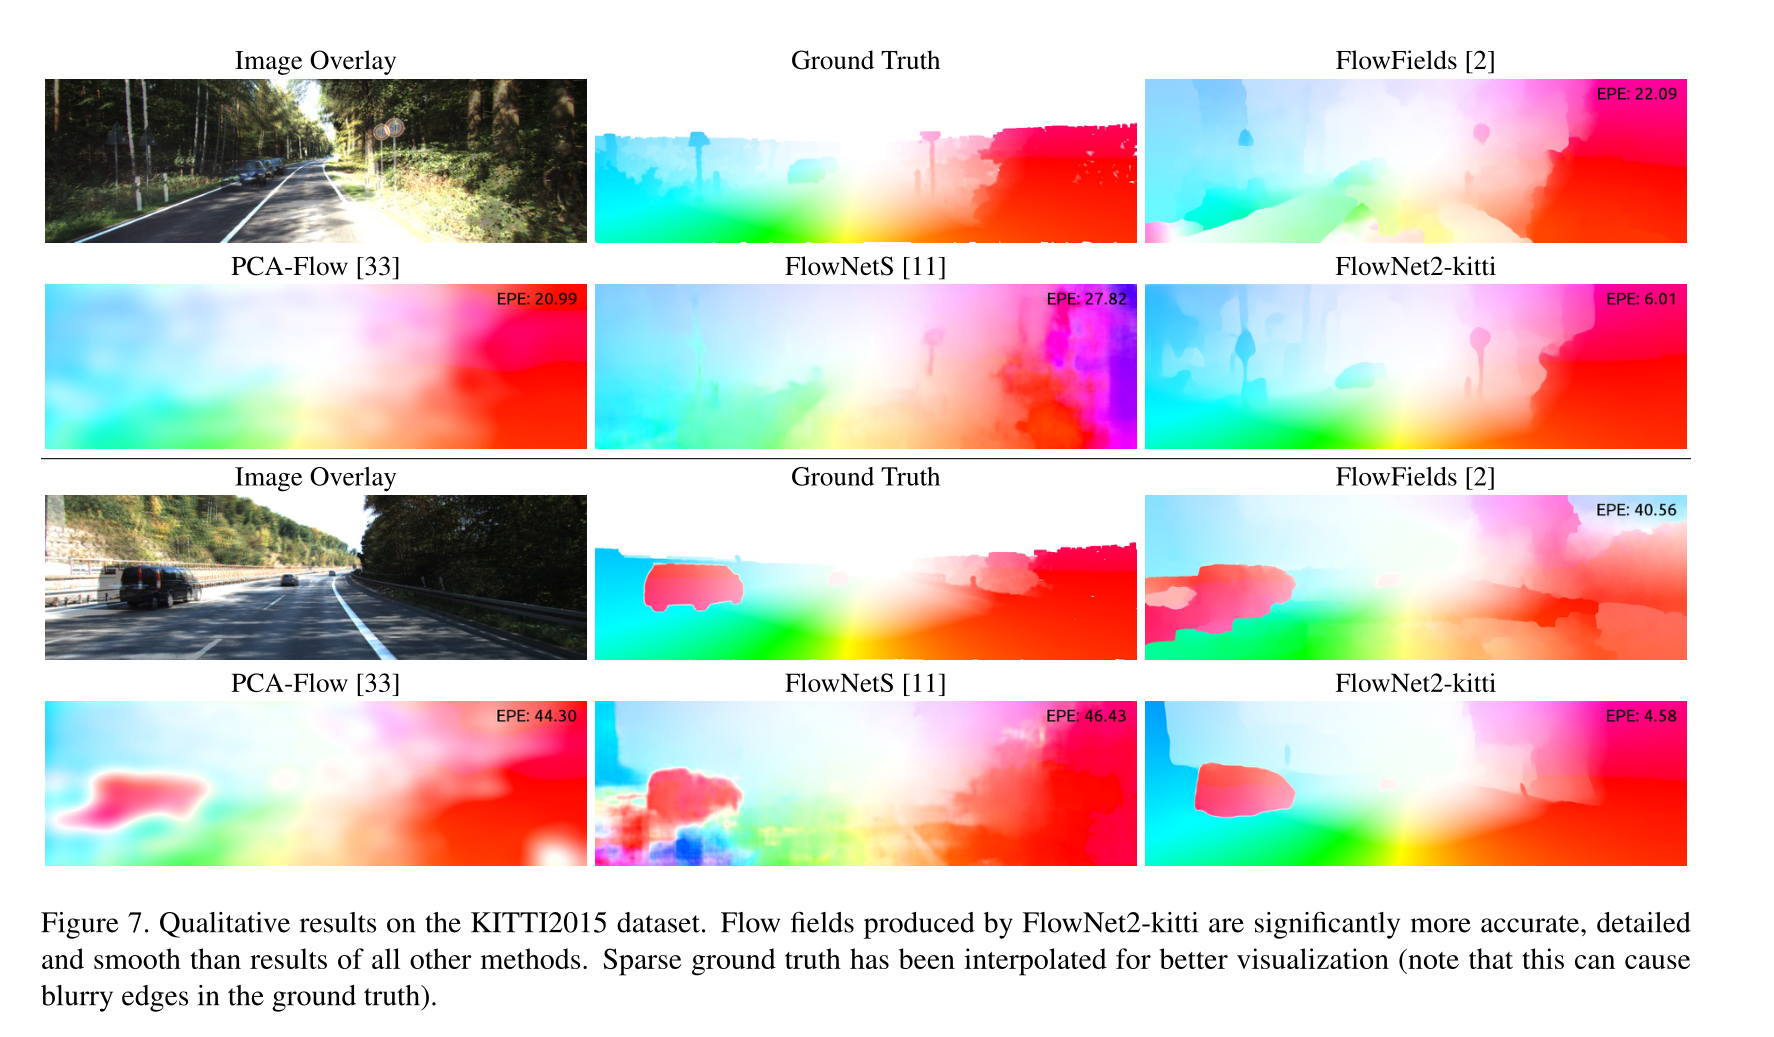 Image Overlay
Ground Truth
FlowFields [2]
EPE: 22.09
PCA-Flow [33]
FlowNetS [11]
FlowNet2-kitti
EPE: 20.99
EPE: 27.82
EPE: 6.01
Image Overlay
Ground Truth
FlowFields [2]
EPE: 40.56
PCA-Flow [33]
FlowNetS [11]
FlowNet2-kitti
EPE: 44.30
EPE: 46.43
EPE: 4.58
Figure 7. Qualitative results on the KITTI2015 dataset. Flow fields produced by FlowNet2-kitti are significantly more accurate, detailed
and smooth than results of all other methods. Sparse ground truth has been interpolated for better visualization (note that this can cause
blurry edges in the ground truth).